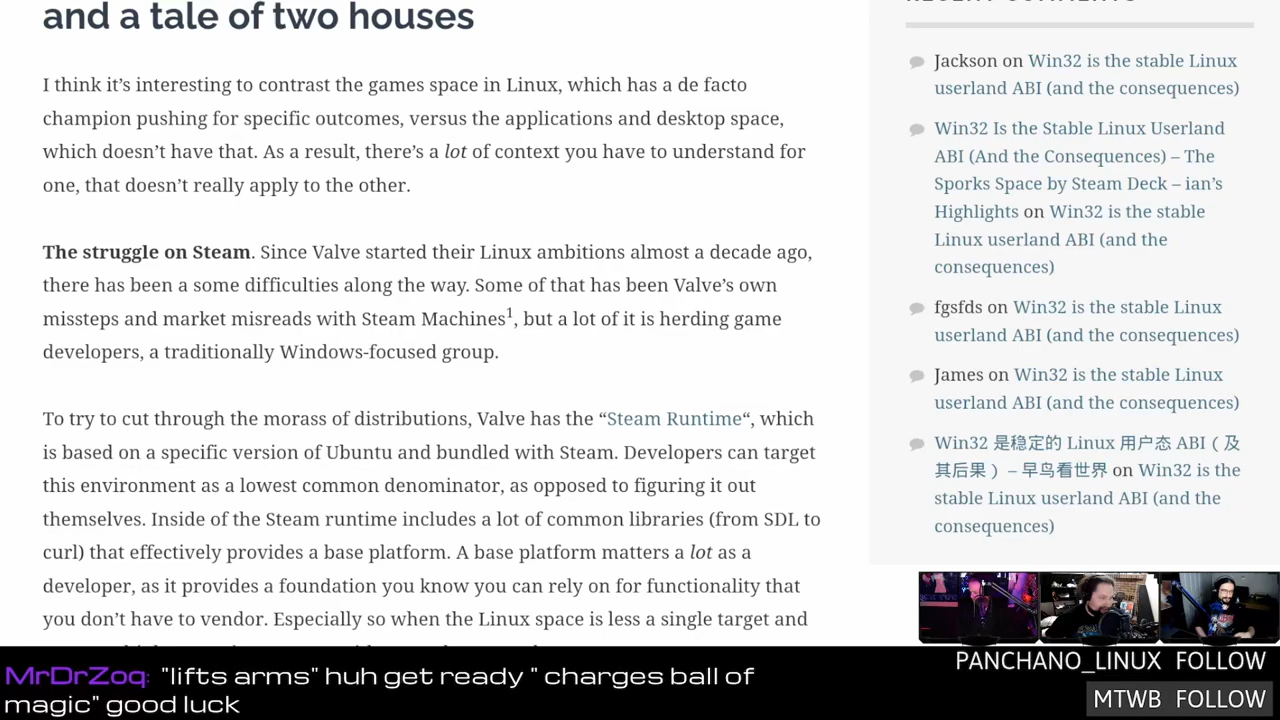 and a tale of two houses
I think it's interesting to contrast the games space in Linux, which has a de facto
champion pushing for specific outcomes, versus the applications and desktop space,
which doesn't have that. As a result, there's a lot of context you have to understand for
one, that doesn't really apply to the other.
The struggle on Steam. Since Valve started their Linux ambitions almost a decade ago,
there has been a some difficulties along the way. Some of that has been Valve's own
missteps and market misreads with Steam Machines1, but a lot of it is herding game
developers, a traditionally Windows-focused group.
To try to cut through the morass of distributions, Valve has the “Steam Runtime“, which
is based on a specific version of Ubuntu and bundled with Steam. Developers can target
this environment as a lowest common denominator, as opposed to figuring it out
themselves. Inside of the Steam runtime includes a lot of common libraries (from SDL to
curl) that effectively provides a base platform. A base platform matters a lot as a
developer, as it provides a foundation you know you can rely on for functionality that
you don't have to vendor. Especially so when the Linux space is less a single target and
RECENT COMMENTS
Jackson on Win32 is the stable Linux
userland ABI (and the consequences)
Win32 Is the Stable Linux Userland
ABI (And the Consequences) – The
Sporks Space by Steam Deck – ian's
Highlights on Win32 is the stable
Linux userland ABI (and the
consequences)
fgsfds on Win32 is the stable Linux
userland ABI (and the consequences)
James on Win32 is the stable Linux
userland ABI (and the consequences)
Win32 是稳定的 Linux 用户态 ABI（及
其后果）– 早鸟看世界 on Win32 is the
stable Linux userland ABI (and the
consequences)
MrDrZoq: "lifts arms" huh get ready " charges ball of
magic" good luck
PANCHANO_LINUX FOLLOW
MTWB FOLLOW